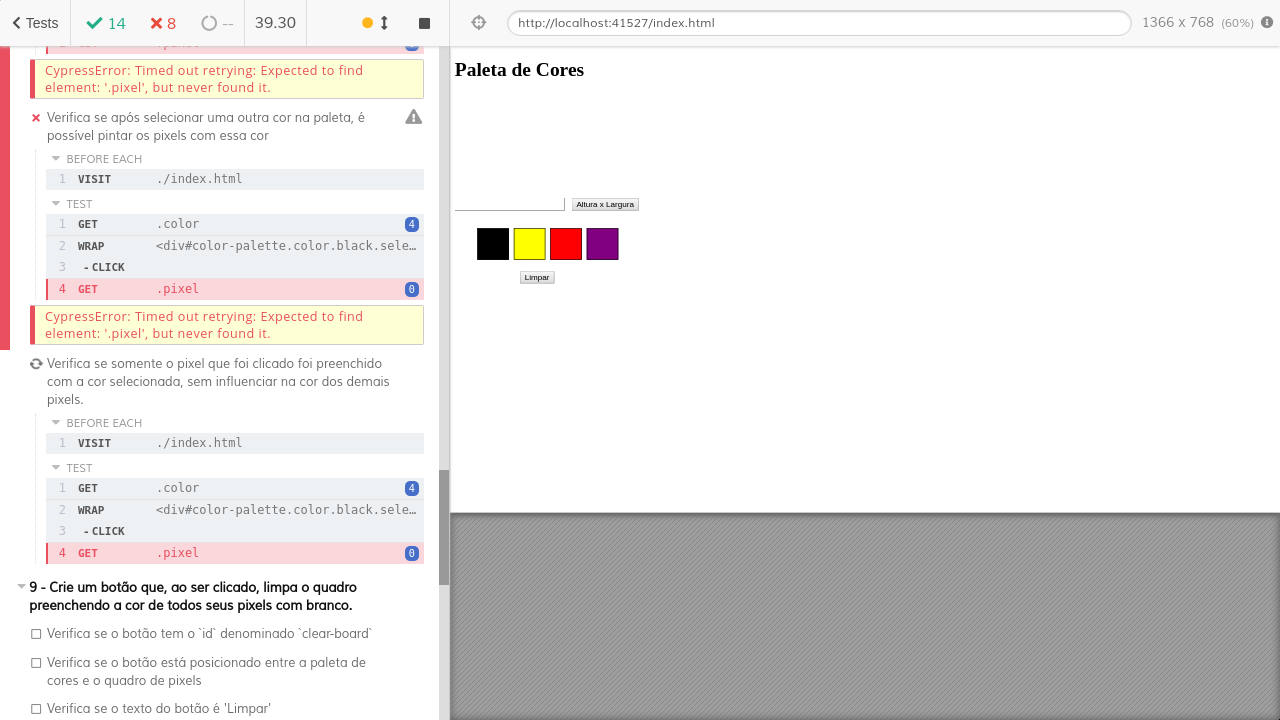 Tests
14
8
--
39.30
http://localhost:41527/index.html
1366 x 768 (60%)
CypressError: Timed out retrying: Expected to find
element: '.pixel', but never found it.
Verifica se após selecionar uma outra cor na paleta, é
possível pintar os pixels com essa cor
BEFORE EACH
1 VISIT ./index.html
TEST
1 GET .color 4
2 WRAP <div#color-palette.color.black.sele…
3 -CLICK
4 GET .pixel 0
CypressError: Timed out retrying: Expected to find
element: '.pixel', but never found it.
Verifica se somente o pixel que foi clicado foi preenchido
com a cor selecionada, sem influenciar na cor dos demais
pixels.
BEFORE EACH
1 VISIT ./index.html
TEST
1 GET .color 4
2 WRAP <div#color-palette.color.black.sele…
3 -CLICK
4 GET .pixel 0
9 - Crie um botão que, ao ser clicado, limpa o quadro
preenchendo a cor de todos seus pixels com branco.
Verifica se o botão tem o `id` denominado `clear-board`
Verifica se o botão está posicionado entre a paleta de
cores e o quadro de pixels
Verifica se o texto do botão é 'Limpar'
Paleta de Cores
Altura x Largura
Limpar